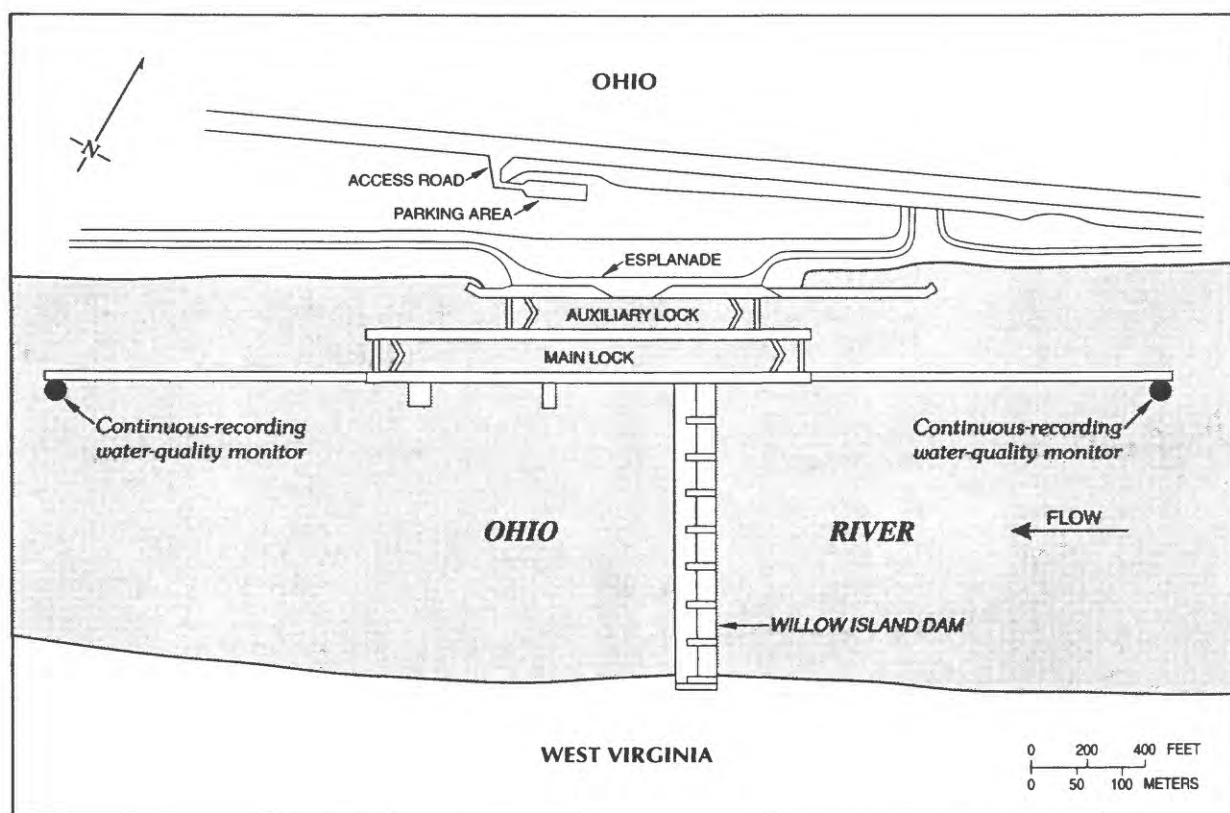 OHIO
N
ACCESS ROAD
PARKING AREA
ESPLANADE
AUXILIARY LOCK
MAIN LOCK
Continuous-recording
water-quality monitor
Continuous-recording
water-quality monitor
OHIO
RIVER
FLOW
WILLOW ISLAND DAM
WEST VIRGINIA
0 200 400 FEET
0 50 100 METERS